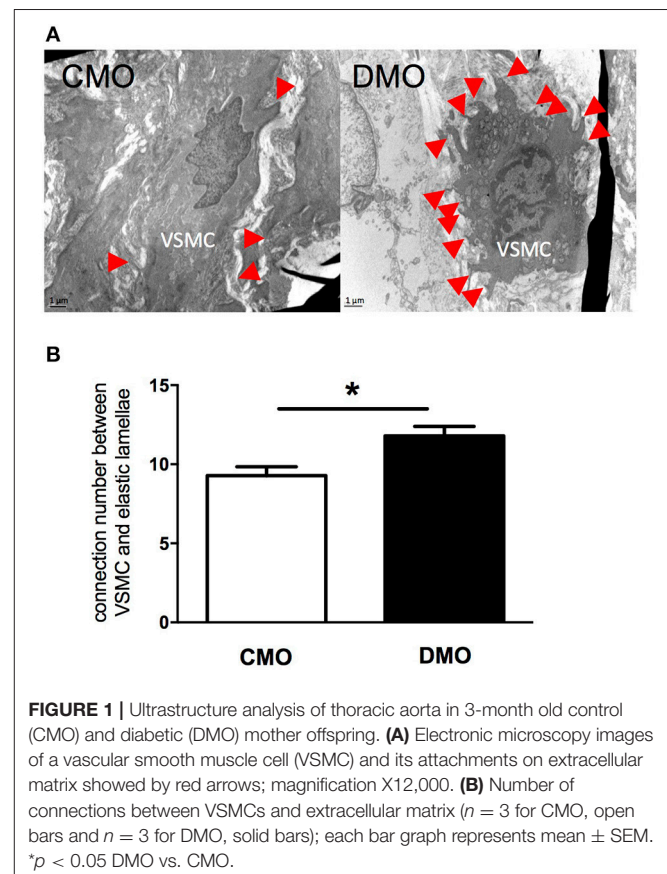 A
CMO
DMO
VSMC
VSMC
1 µm
1 µm
B
connection number between
VSMC and elastic lamellae
15
10
5
0
*
CMO
DMO
FIGURE 1 | Ultrastructure analysis of thoracic aorta in 3-month old control
(CMO) and diabetic (DMO) mother offspring. (A) Electronic microscopy images
of a vascular smooth muscle cell (VSMC) and its attachments on extracellular
matrix showed by red arrows; magnification X12,000. (B) Number of
connections between VSMCs and extracellular matrix (n = 3 for CMO, open
bars and n = 3 for DMO, solid bars); each bar graph represents mean ± SEM.
*p < 0.05 DMO vs. CMO.